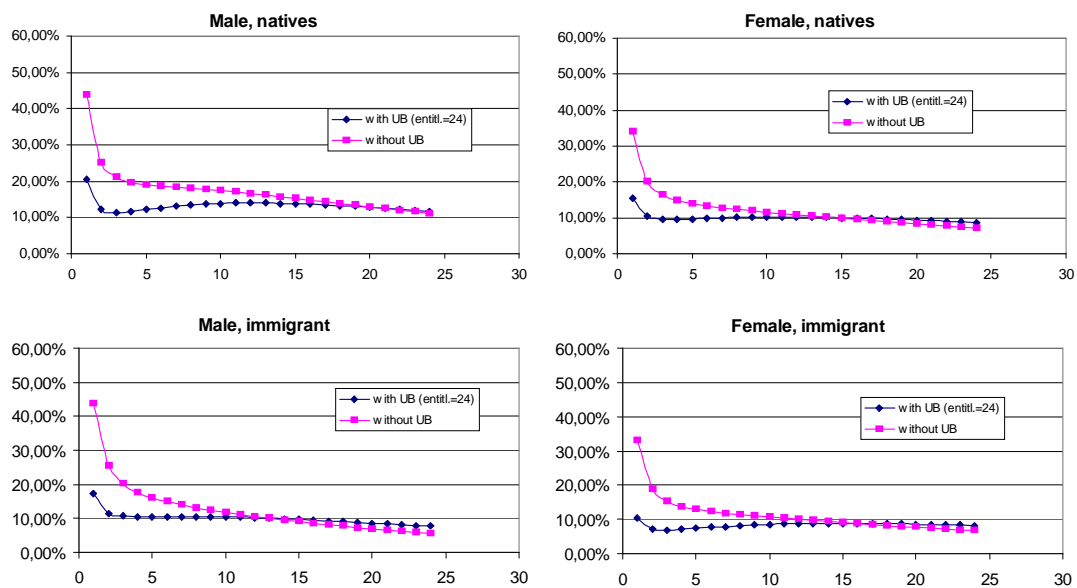 Male, natives
60,00%
50,00%
40,00%
30,00%
20,00%
10,00%
0,00%
with UB (entitl.=24)
without UB
0 5 10 15 20 25 30
Female, natives
60,00%
50,00%
40,00%
30,00%
20,00%
10,00%
0,00%
with UB (entitl.=24)
without UB
0 5 10 15 20 25 30
Male, immigrant
60,00%
50,00%
40,00%
30,00%
20,00%
10,00%
0,00%
with UB (entitl.=24)
without UB
0 5 10 15 20 25 30
Female, immigrant
60,00%
50,00%
40,00%
30,00%
20,00%
10,00%
0,00%
with UB (entitl.=24)
without UB
0 5 10 15 20 25 30